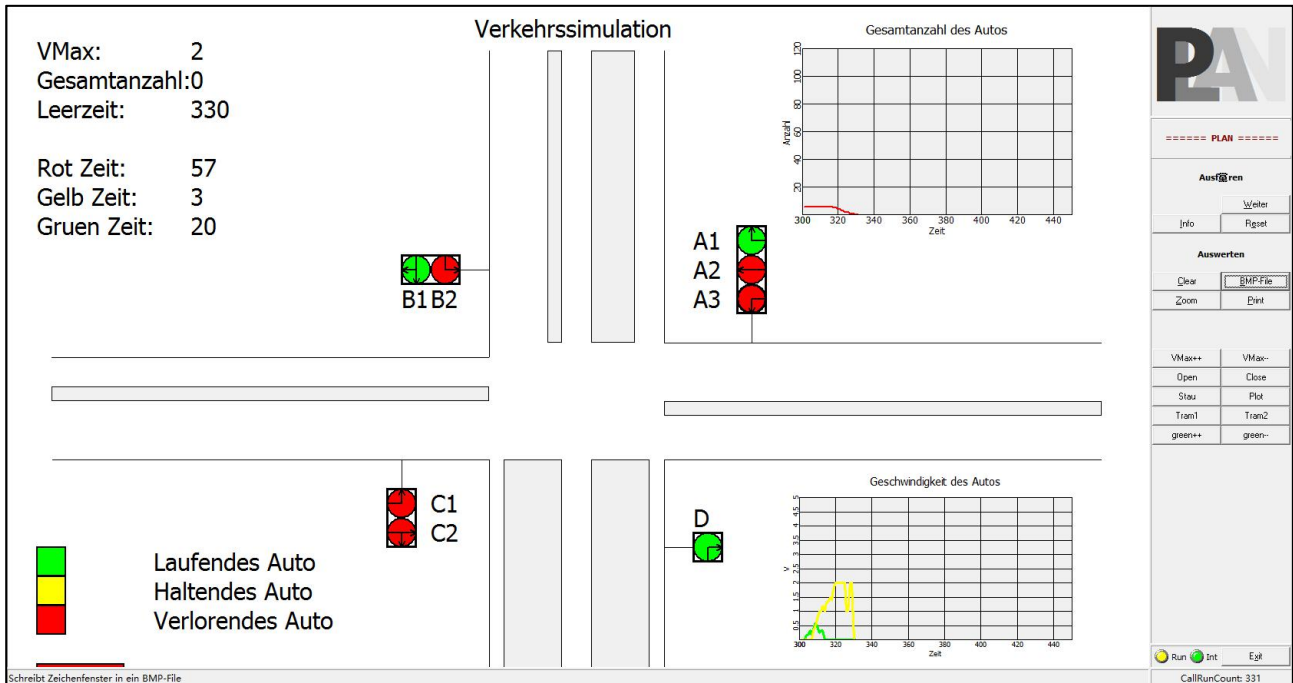 Verkehrssimulation
VMax: 2
Gesamtanzahl:0
Leerzeit: 330
Rot Zeit: 57
Gelb Zeit: 3
Gruen Zeit: 20
B1 B2
A1
A2
A3
C1
C2
D
Laufendes Auto
Haltendes Auto
Verlorendes Auto
Gesamtanzahl des Autos
Anzahl
120
100
80
60
40
20
300 320 340 360 380 400 420 440
Zeit
Geschwindigkeit des Autos
V
5
4.5
4
3.5
3
2.5
2
1.5
1
0.5
300 320 340 360 380 400 420 440
Zeit
PLAN
====== PLAN ======
Weiter
Info Reset
Auswerten
Clear BMP-File
Zoom Print
VMax++ VMax--
Open Close
Stau Plot
Tram1 Tram2
green++ green--
Run Int Exit
Schreibt Zeichenfenster in ein BMP-File
CallRunCount: 331